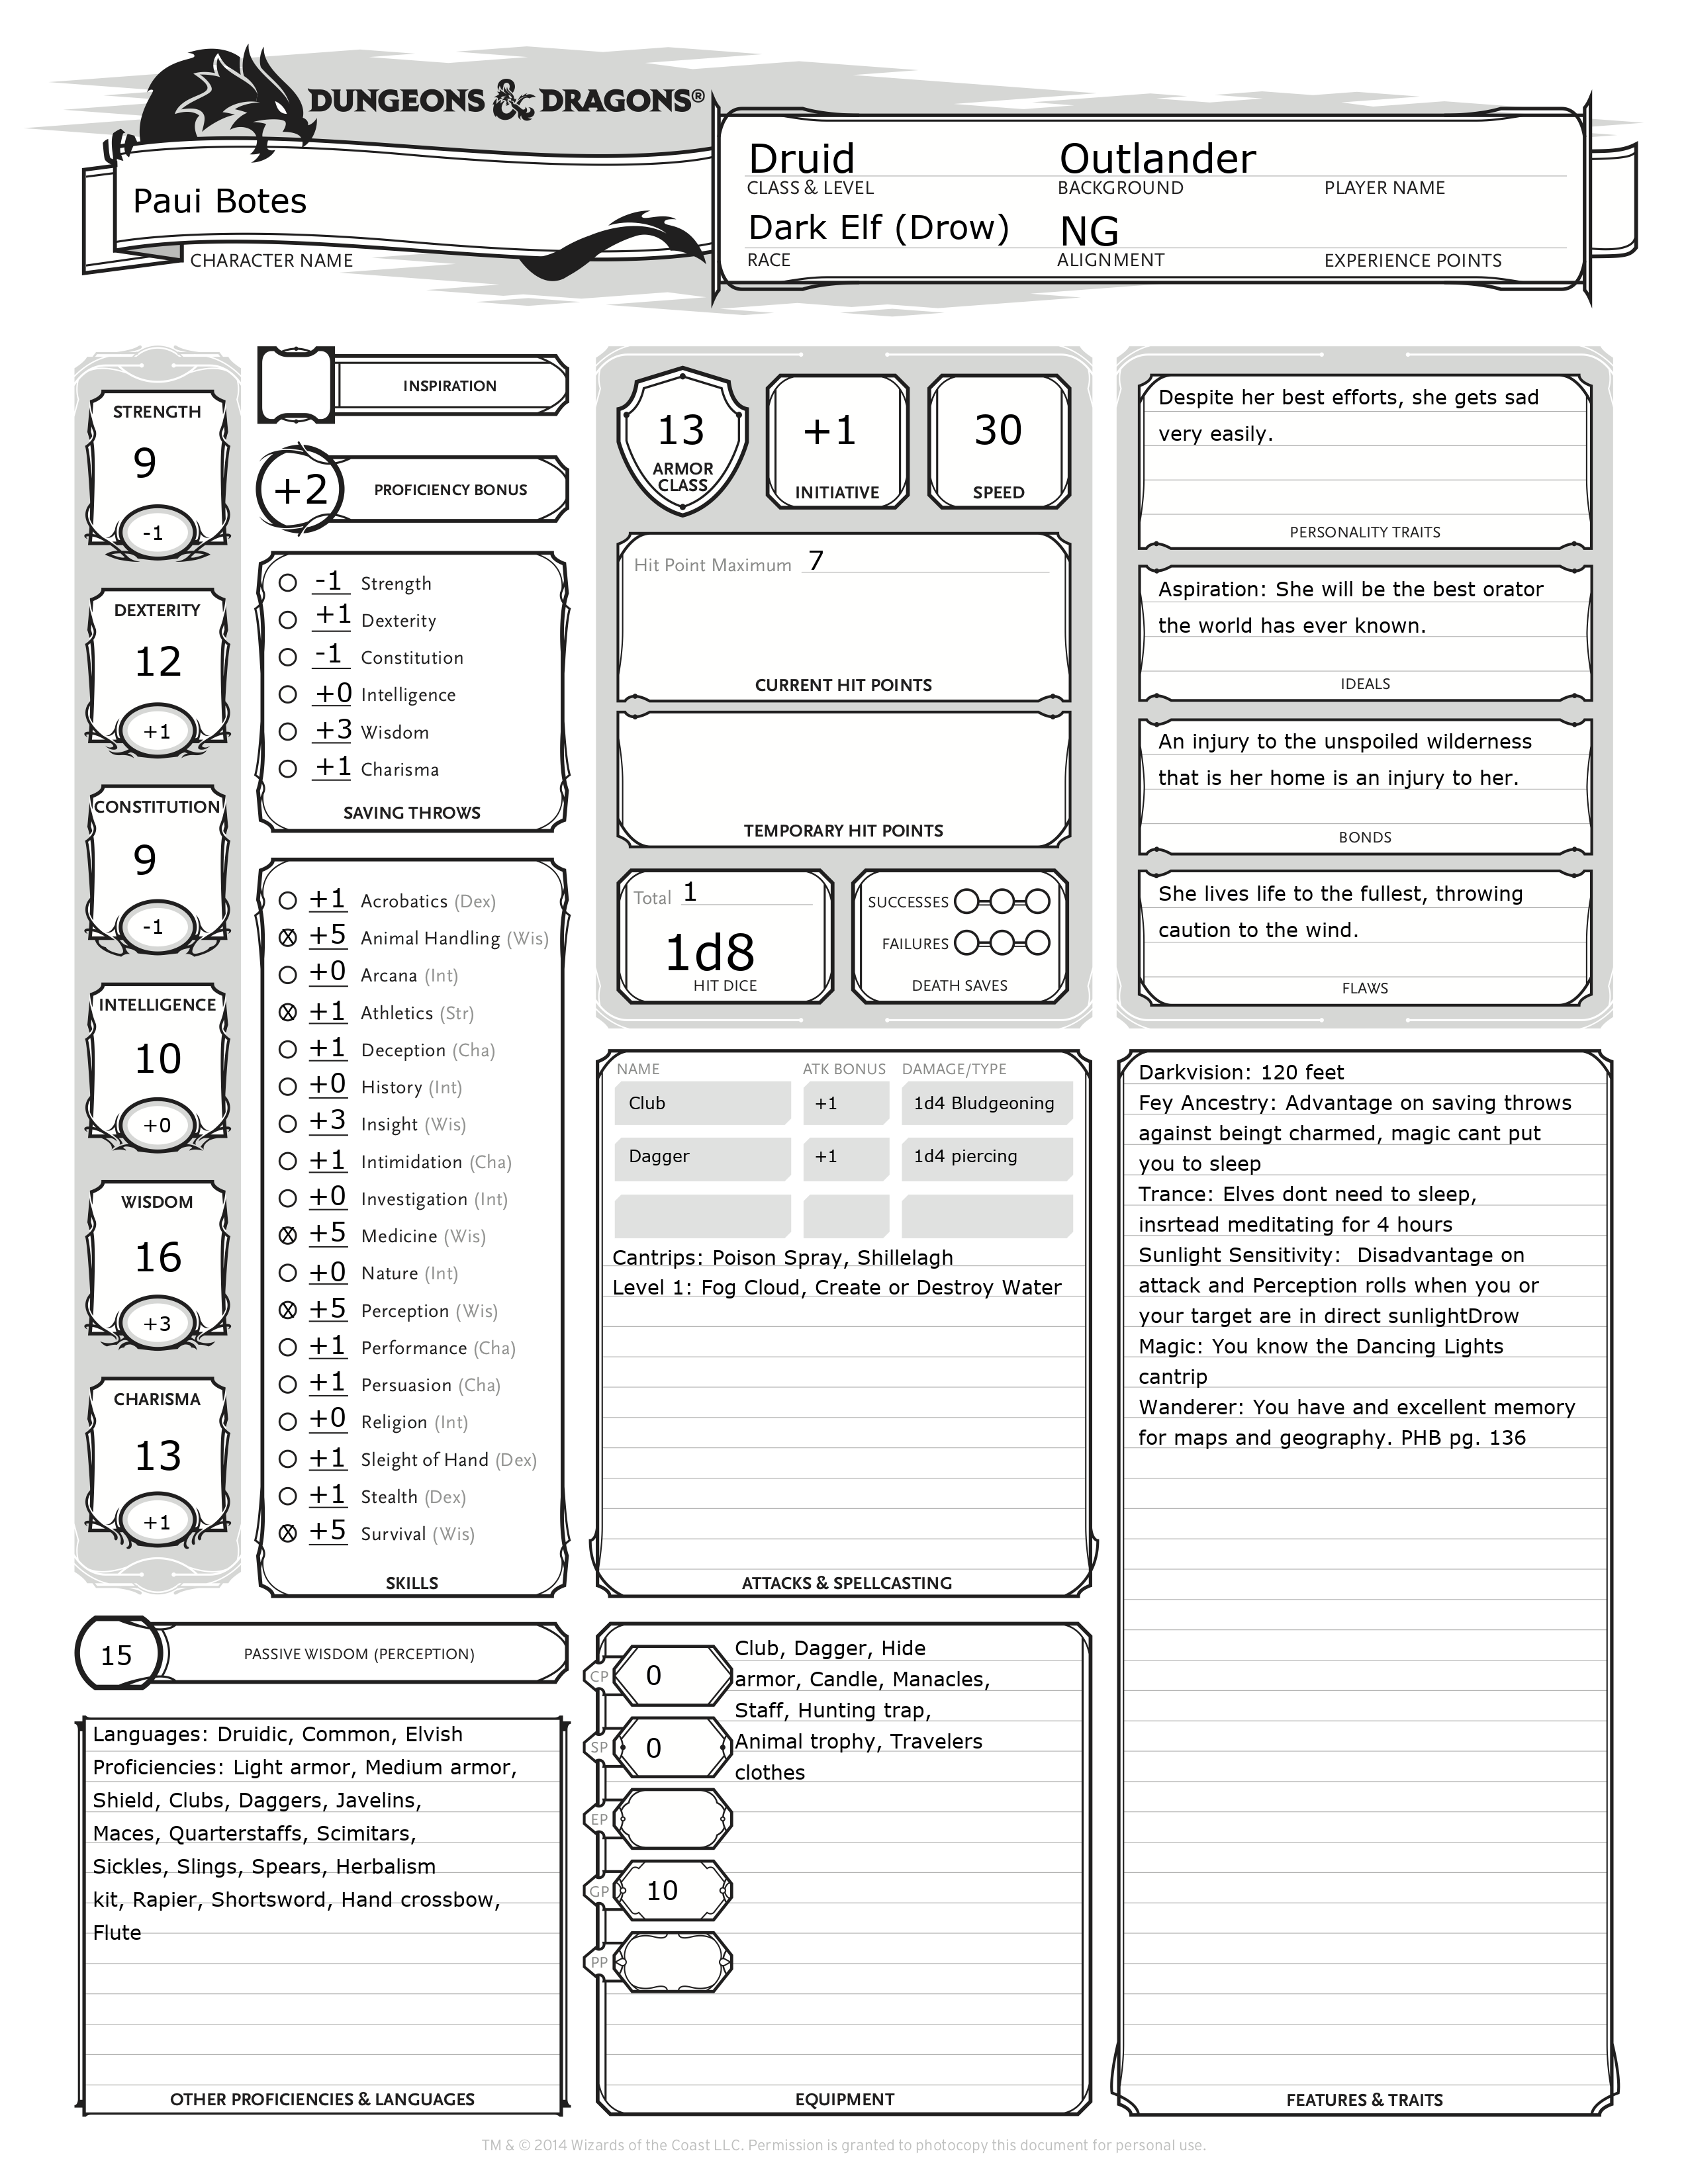 DUNGEONS & DRAGONS®
Paui Botes
CHARACTER NAME
Druid Outlander
CLASS & LEVEL BACKGROUND PLAYER NAME
Dark Elf (Drow) NG
RACE ALIGNMENT EXPERIENCE POINTS
STRENGTH
9
-1
DEXTERITY
12
+1
CONSTITUTION
9
-1
INTELLIGENCE
10
+0
WISDOM
16
+3
CHARISMA
13
+1
INSPIRATION
+2 PROFICIENCY BONUS
-1 Strength
+1 Dexterity
-1 Constitution
+0 Intelligence
+3 Wisdom
+1 Charisma
SAVING THROWS
+1 Acrobatics (Dex)
+5 Animal Handling (Wis)
+0 Arcana (Int)
+1 Athletics (Str)
+1 Deception (Cha)
+0 History (Int)
+3 Insight (Wis)
+1 Intimidation (Cha)
+0 Investigation (Int)
+5 Medicine (Wis)
+0 Nature (Int)
+5 Perception (Wis)
+1 Performance (Cha)
+1 Persuasion (Cha)
+0 Religion (Int)
+1 Sleight of Hand (Dex)
+1 Stealth (Dex)
+5 Survival (Wis)
SKILLS
15 PASSIVE WISDOM (PERCEPTION)
Languages: Druidic, Common, Elvish
Proficiencies: Light armor, Medium armor,
Shield, Clubs, Daggers, Javelins,
Maces, Quarterstaffs, Scimitars,
Sickles, Slings, Spears, Herbalism
kit, Rapier, Shortsword, Hand crossbow,
Flute
OTHER PROFICIENCIES & LANGUAGES
13 +1 30
ARMOR
CLASS INITIATIVE SPEED
Hit Point Maximum 7
CURRENT HIT POINTS
TEMPORARY HIT POINTS
Total 1
1d8
HIT DICE
SUCCESSES
FAILURES
DEATH SAVES
NAME ATK BONUS DAMAGE/TYPE
Club +1 1d4 Bludgeoning
Dagger +1 1d4 piercing
Cantrips: Poison Spray, Shillelagh
Level 1: Fog Cloud, Create or Destroy Water
ATTACKS & SPELLCASTING
CP 0
SP 0
EP
GP 10
PP
Club, Dagger, Hide
armor, Candle, Manacles,
Staff, Hunting trap,
Animal trophy, Travelers
clothes
EQUIPMENT
Despite her best efforts, she gets sad
very easily.
PERSONALITY TRAITS
Aspiration: She will be the best orator
the world has ever known.
IDEALS
An injury to the unspoiled wilderness
that is her home is an injury to her.
BONDS
She lives life to the fullest, throwing
caution to the wind.
FLAWS
Darkvision: 120 feet
Fey Ancestry: Advantage on saving throws
against beingt charmed, magic cant put
you to sleep
Trance: Elves dont need to sleep,
insrtead meditating for 4 hours
Sunlight Sensitivity:  Disadvantage on
attack and Perception rolls when you or
your target are in direct sunlightDrow
Magic: You know the Dancing Lights
cantrip
Wanderer: You have and excellent memory
for maps and geography. PHB pg. 136
FEATURES & TRAITS
TM & © 2014 Wizards of the Coast LLC. Permission is granted to photocopy this document for personal use.